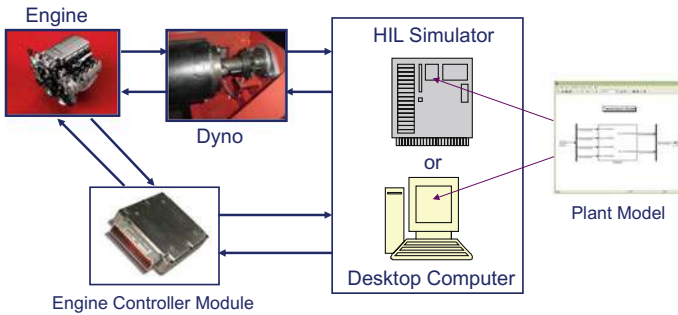 Engine
HIL Simulator
Dyno
or
Plant Model
Desktop Computer
Engine Controller Module